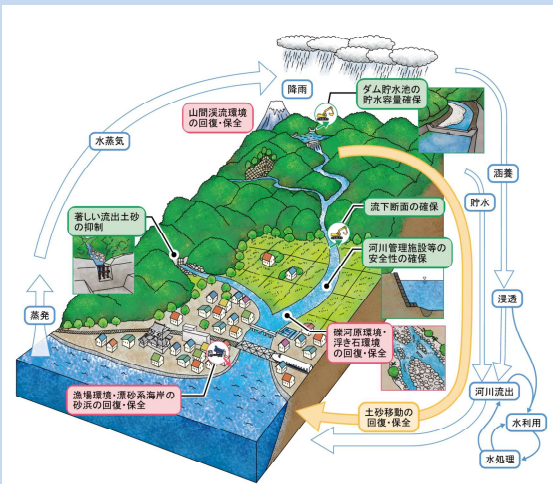 降雨
ダム貯水池の
貯水容量確保
山間渓流環境
の回復・保全
水蒸気
涵養
貯水
著しい流出土砂
の抑制
流下断面の確保
河川管理施設等の
安全性の確保
浸透
蒸発
礫河原環境・
浮き石環境
の回復・保全
漁場環境・漂砂系海岸の
砂浜の回復・保全
土砂移動の
回復・保全
河川流出
水利用
水処理